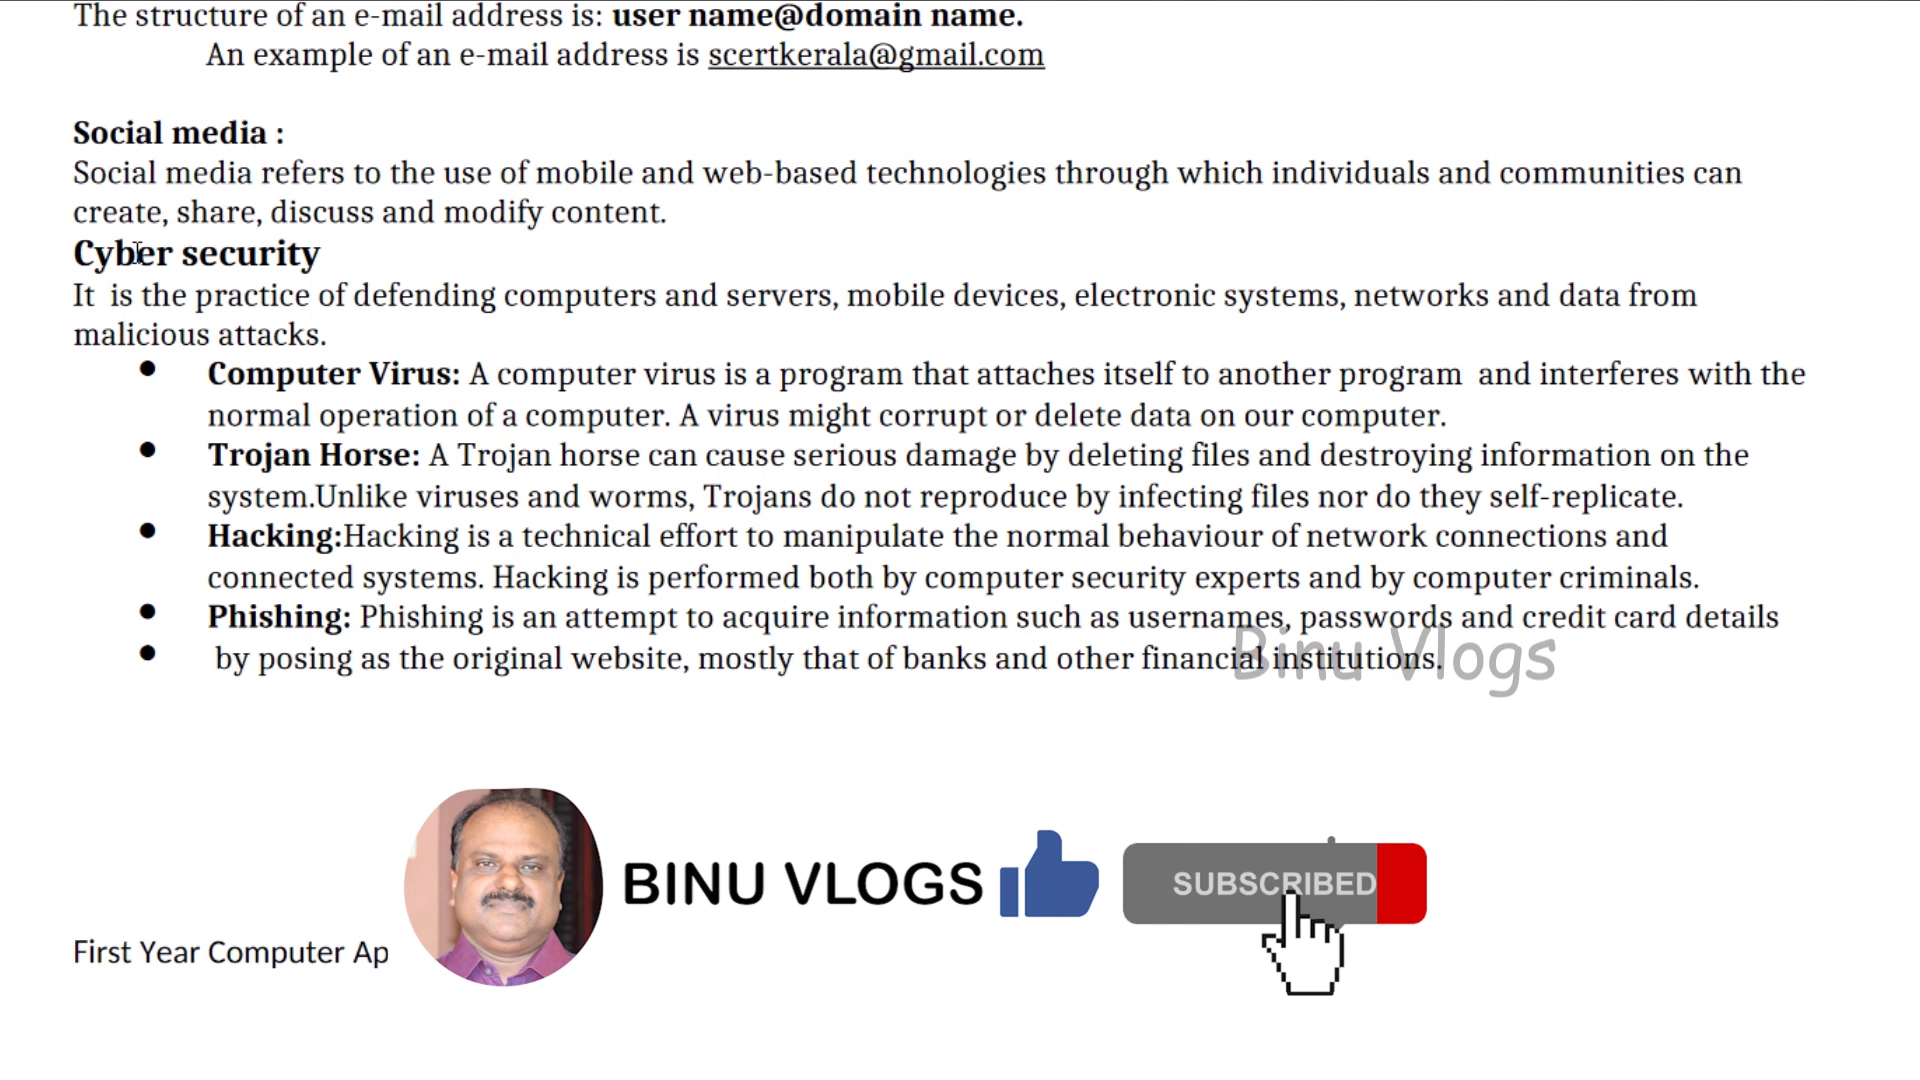 The structure of an e-mail address is: user name@domain name.
An example of an e-mail address is scertkerala@gmail.com
Social media :
Social media refers to the use of mobile and web-based technologies through which individuals and communities can
create, share, discuss and modify content.
Cyber security
It  is the practice of defending computers and servers, mobile devices, electronic systems, networks and data from
malicious attacks.
● Computer Virus: A computer virus is a program that attaches itself to another program  and interferes with the
normal operation of a computer. A virus might corrupt or delete data on our computer.
● Trojan Horse: A Trojan horse can cause serious damage by deleting files and destroying information on the
system.Unlike viruses and worms, Trojans do not reproduce by infecting files nor do they self-replicate.
● Hacking:Hacking is a technical effort to manipulate the normal behaviour of network connections and
connected systems. Hacking is performed both by computer security experts and by computer criminals.
● Phishing: Phishing is an attempt to acquire information such as usernames, passwords and credit card details
● by posing as the original website, mostly that of banks and other financial institutions.
Binu Vlogs
BINU VLOGS
SUBSCRIBED
First Year Computer Ap